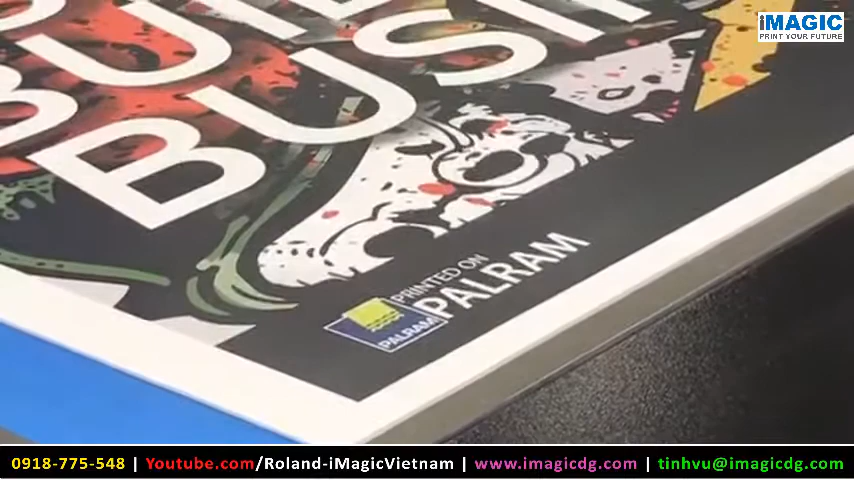 iMAGIC
PRINT YOUR FUTURE
BUSI
PRINTED ON
PALRAM
PALRAM
0918-775-548 | Youtube.com/Roland-iMagicVietnam | www.imagicdg.com | tinhvu@imagicdg.com